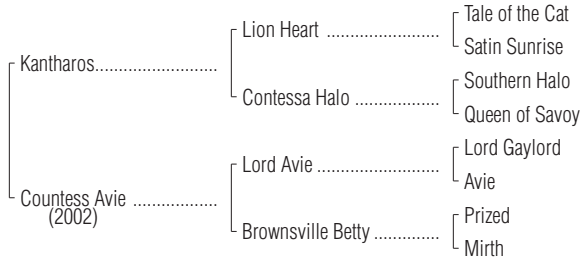 Tale of the Cat
Lion Heart ........................
Satin Sunrise
Kantharos..........................
Southern Halo
Contessa Halo ..................
Queen of Savoy
Lord Gaylord
Lord Avie ..........................
Avie
Countess Avie ..................
(2002)
Prized
Brownsville Betty ..............
Mirth